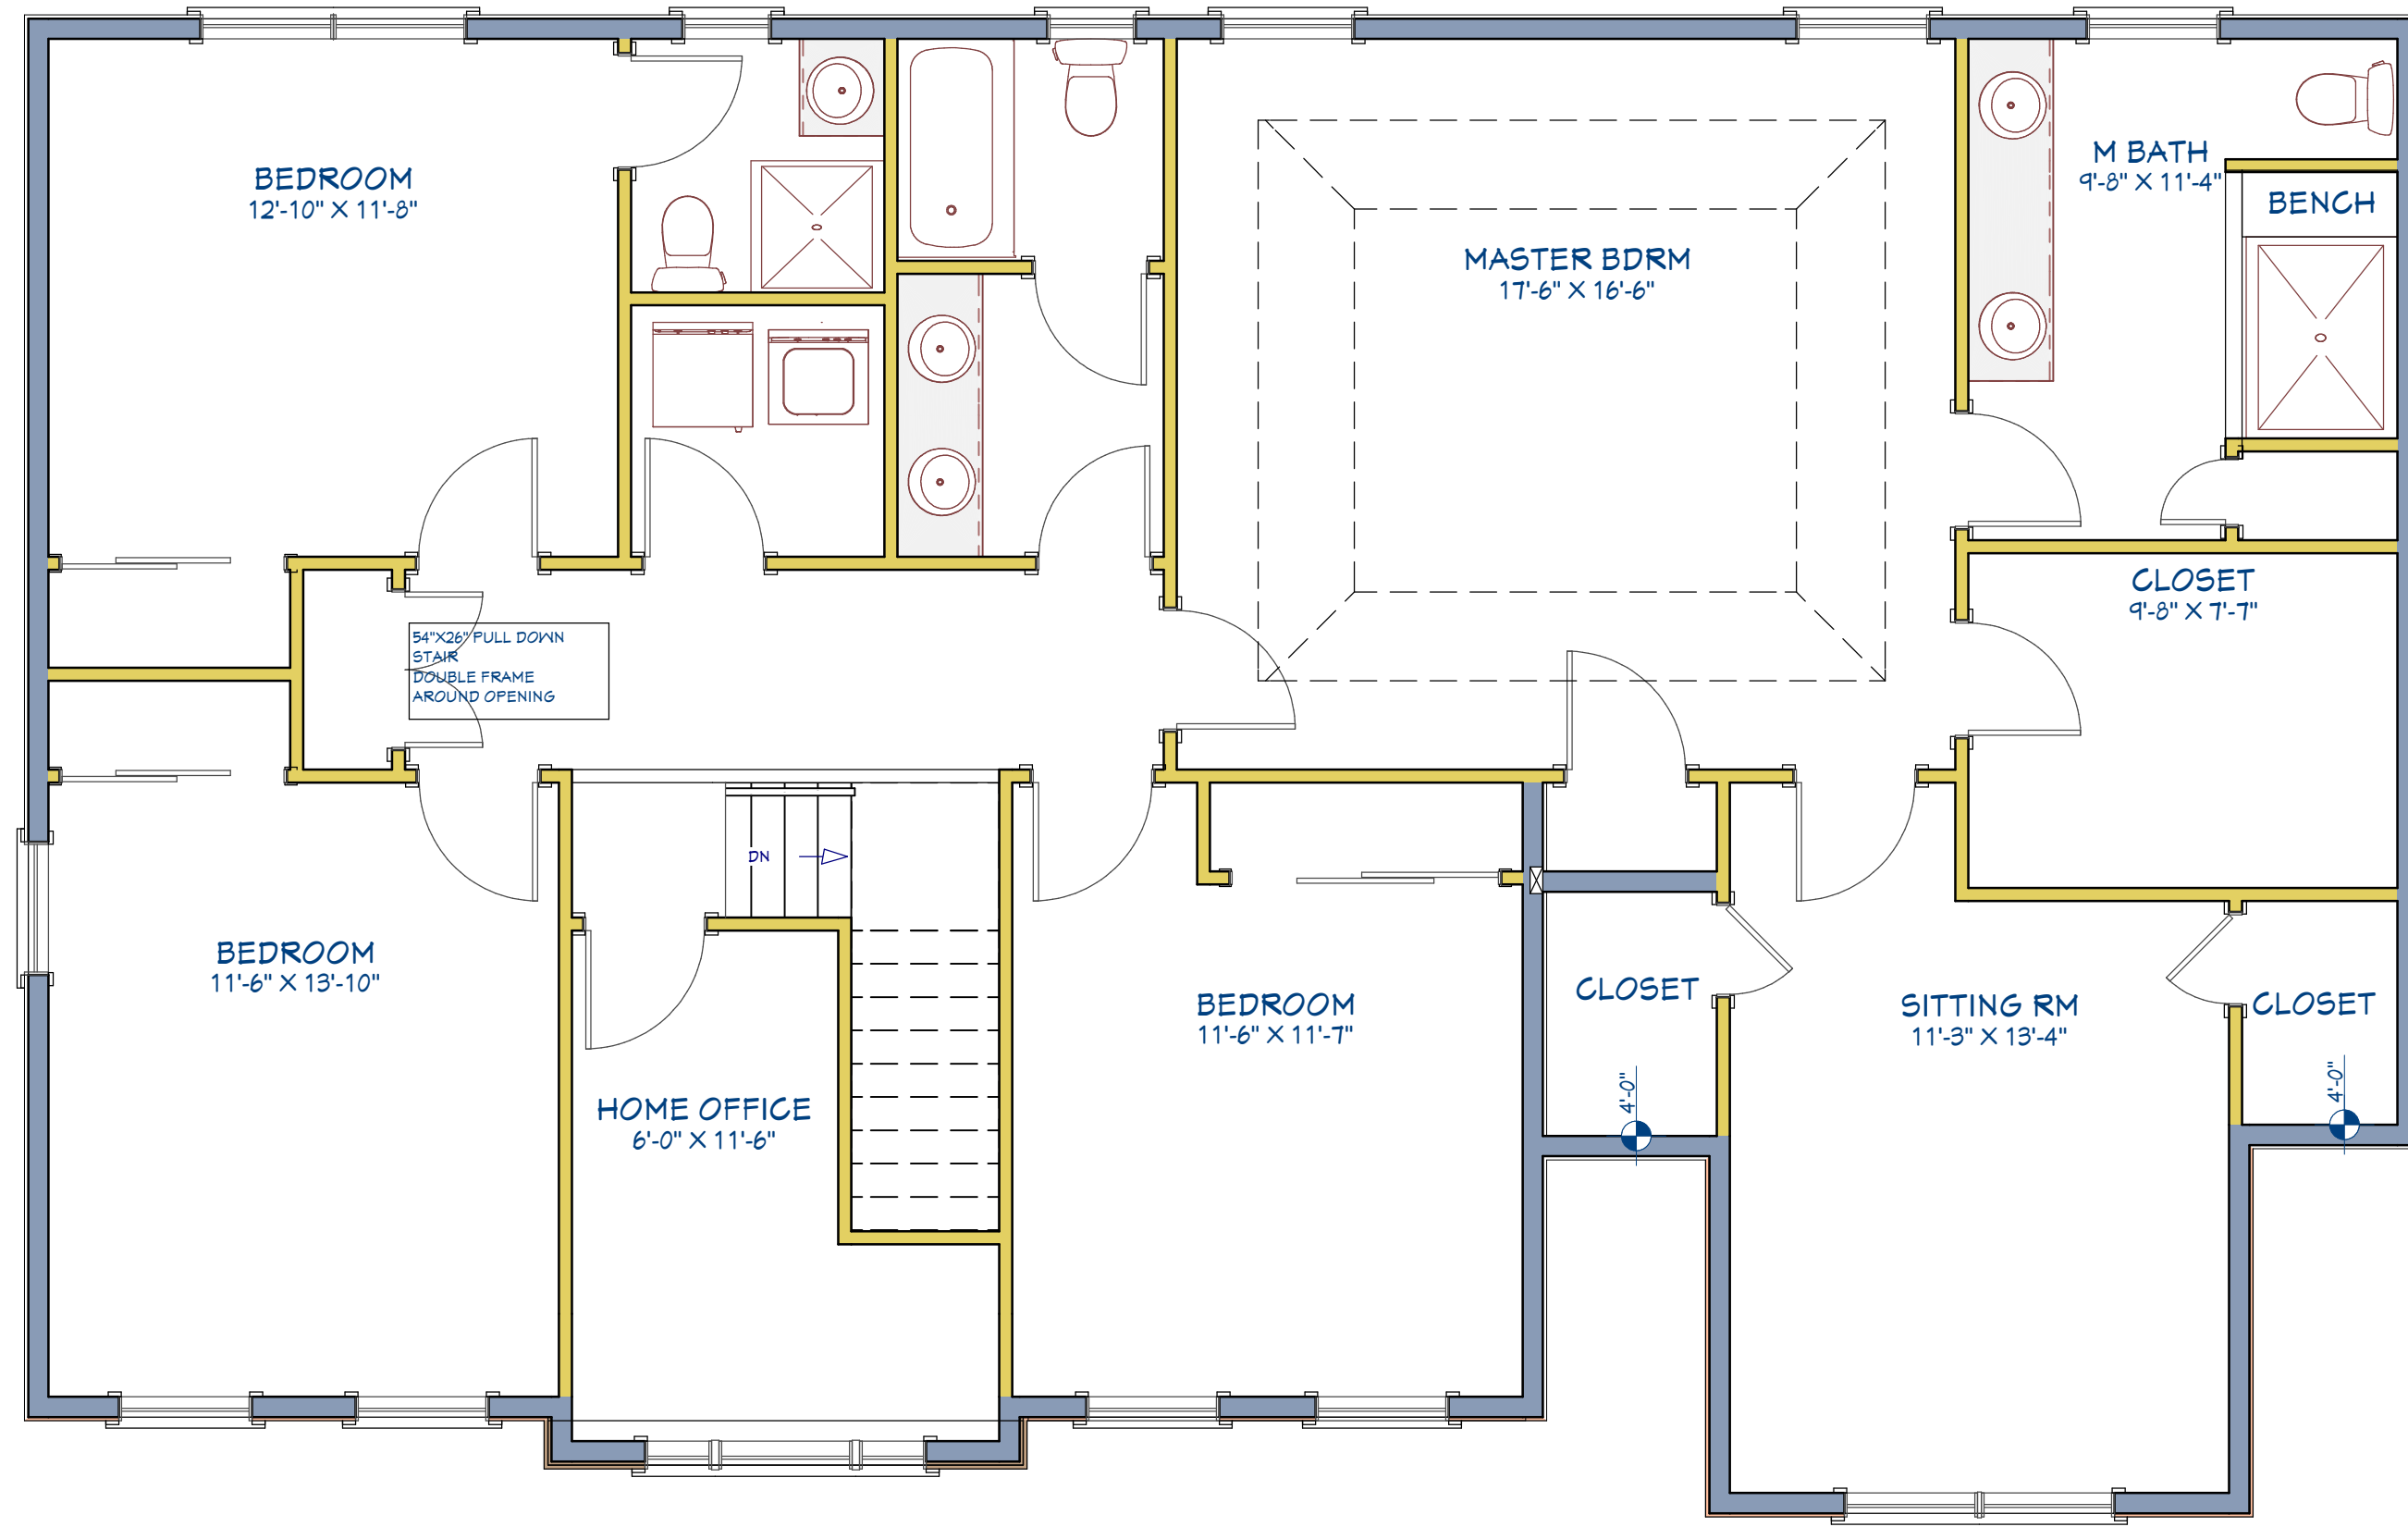 BEDROOM
12'-10" X 11'-8"
M BATH
9'-8" X 11'-4"
BENCH
MASTER BDRM
17'-6" X 16'-6"
CLOSET
9'-8" X 7'-7"
54"X26" PULL DOWN
STAIR
DOUBLE FRAME
AROUND OPENING
DN
BEDROOM
11'-6" X 13'-10"
HOME OFFICE
6'-0" X 11'-6"
BEDROOM
11'-6" X 11'-7"
CLOSET
4'-0"
SITTING RM
11'-3" X 13'-4"
CLOSET
4'-0"